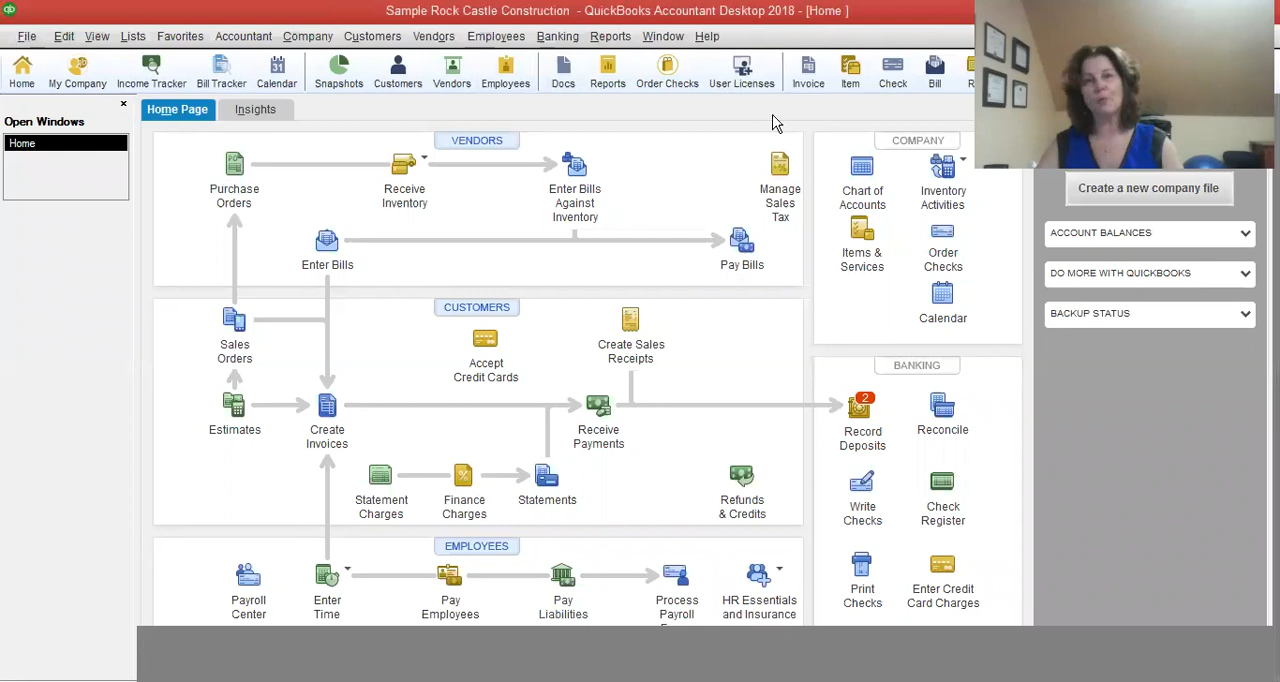 Sample Rock Castle Construction - QuickBooks Accountant Desktop 2018 - [Home ]
File Edit View Lists Favorites Accountant Company Customers Vendors Employees Banking Reports Window Help
Home My Company Income Tracker Calendar Snapshots Customers Vendors Employees Docs Reports Order Checks User Licenses Invoice Item Check Bill
Open Windows
Home
Home Page Insights
VENDORS
Purchase
Orders
Receive
Inventory
Enter Bills
Against
Inventory
Manage
Sales
Tax
Enter Bills
Pay Bills
CUSTOMERS
Sales
Orders
Accept
Credit Cards
Create Sales
Receipts
Estimates
Create
Invoices
Receive
Payments
Statement
Charges
Finance
Charges
Statements
Refunds
& Credits
EMPLOYEES
Payroll
Center
Enter
Time
Pay
Employees
Pay
Liabilities
Process
Payroll
HR Essentials
and Insurance
COMPANY
Chart of
Accounts
Inventory
Activities
Items &
Services
Order
Checks
Calendar
BANKING
2
Record
Deposits
Reconcile
Write
Checks
Check
Register
Print
Checks
Enter Credit
Card Charges
Create a new company file
ACCOUNT BALANCES
DO MORE WITH QUICKBOOKS
BACKUP STATUS